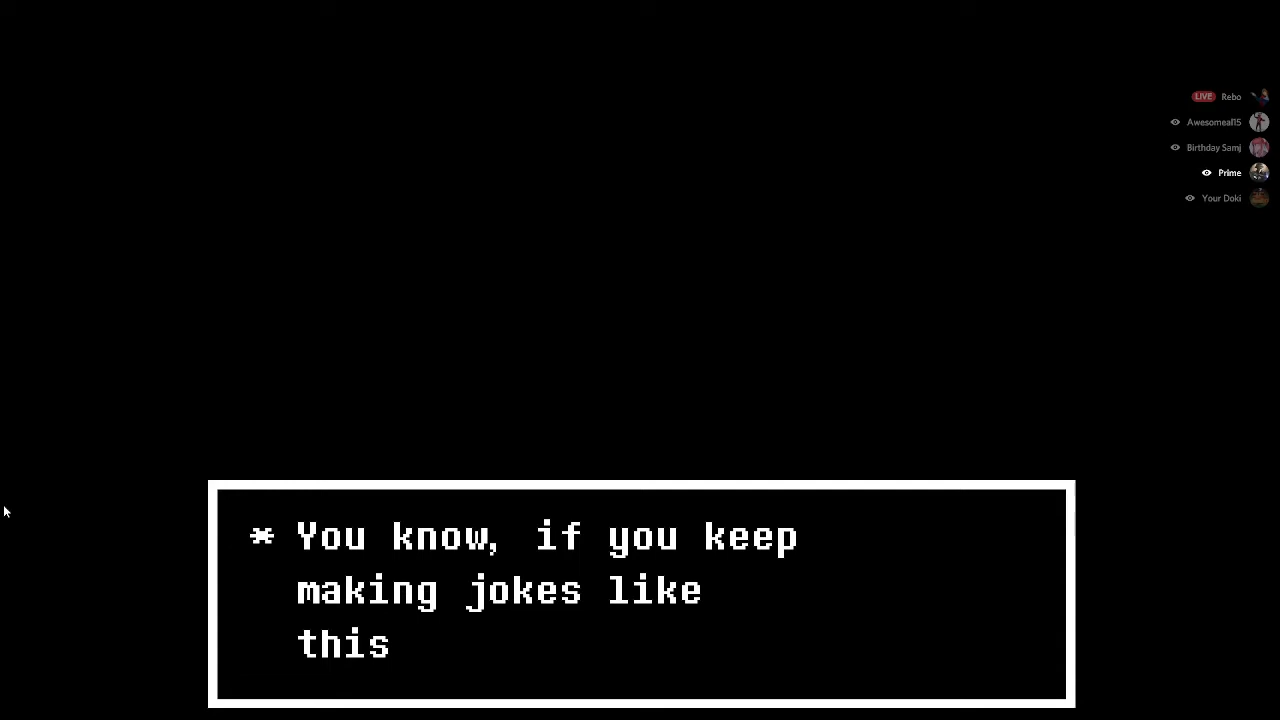 LIVE Rebo
Awesomeal15
Birthday Samj
Prime
Your Doki
* You know, if you keep
making jokes like
this